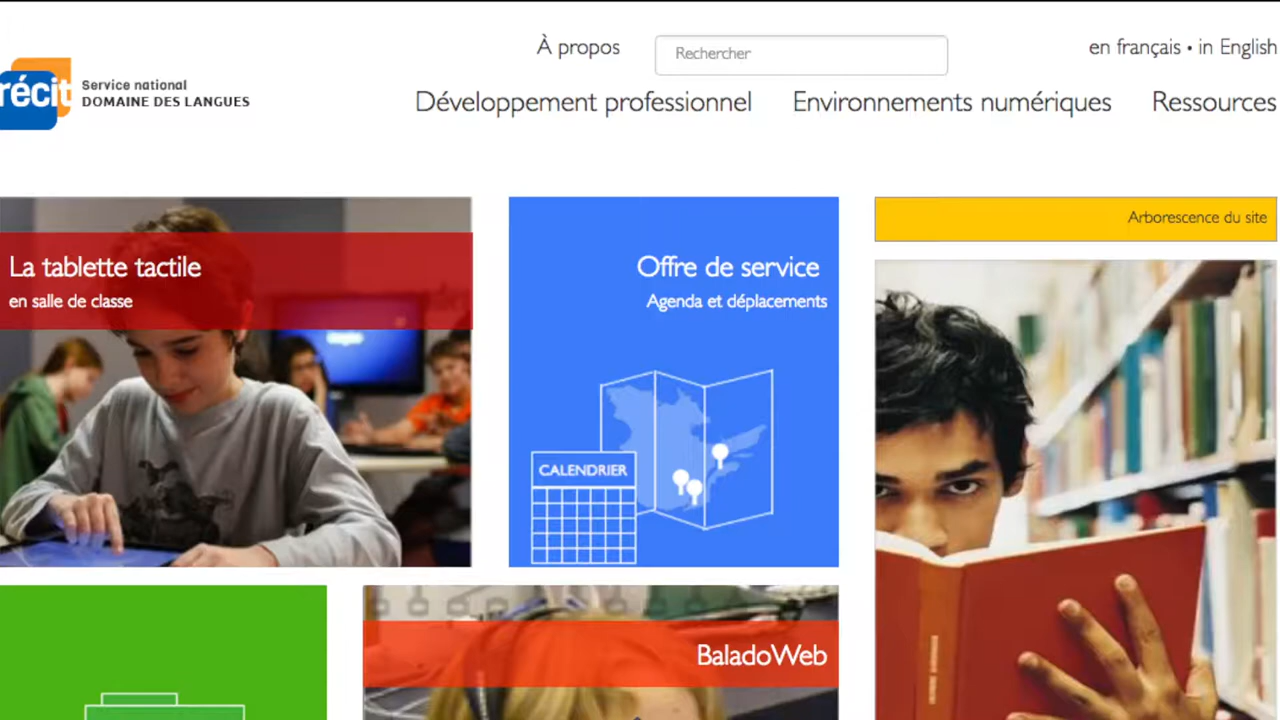 À propos
Rechercher
en français • in English
récit
Service national
DOMAINE DES LANGUES
Développement professionnel
Environnements numériques
Ressources
La tablette tactile
en salle de classe
Offre de service
Agenda et déplacements
CALENDRIER
Arborescence du site
BaladoWeb